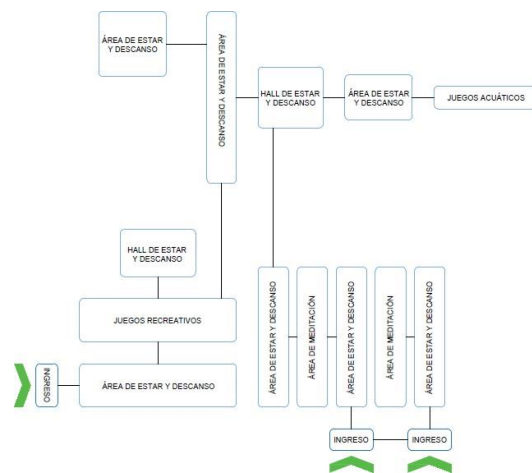 ÁREA DE ESTAR
Y DESCANSO
ÁREA DE ESTAR Y DESCANSO
HALL DE ESTAR
Y DESCANSO
ÁREA DE ESTAR
Y DESCANSO
JUEGOS ACUÁTICOS
HALL DE ESTAR
Y DESCANSO
JUEGOS RECREATIVOS
INGRESO
ÁREA DE ESTAR Y DESCANSO
ÁREA DE ESTAR Y DESCANSO
ÁREA DE MEDITACIÓN
ÁREA DE ESTAR Y DESCANSO
ÁREA DE MEDITACIÓN
ÁREA DE ESTAR Y DESCANSO
INGRESO
INGRESO